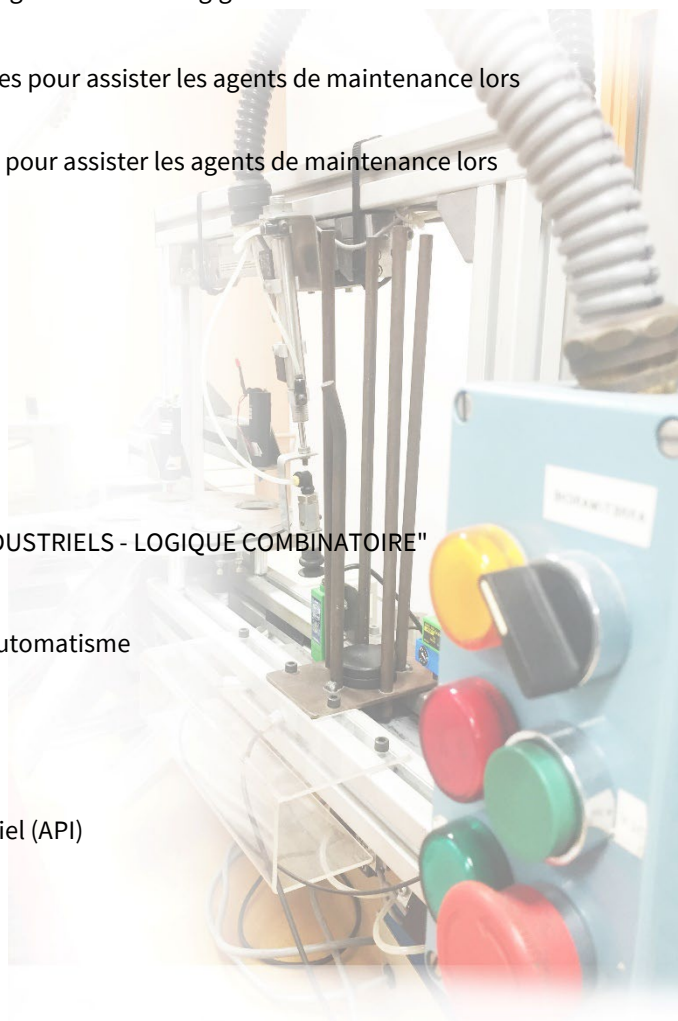 es pour assister les agents de maintenance lors
pour assister les agents de maintenance lors
DUSTRIELS - LOGIQUE COMBINATOIRE"
utomatisme
iel (API)